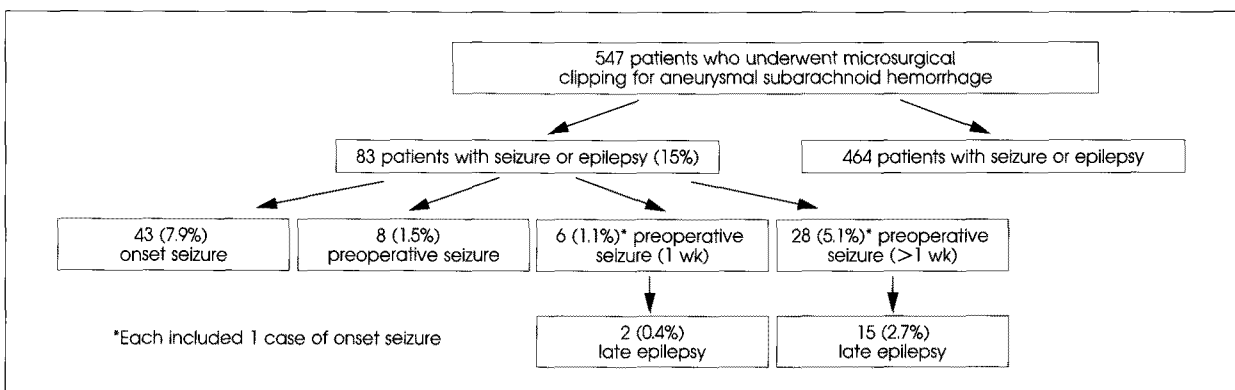 547 patients who underwent microsurgical
clipping for aneurysmal subarachnoid hemorrhage
83 patients with seizure or epilepsy (15%)
464 patients with seizure or epilepsy
43 (7.9%)
onset seizure
8 (1.5%)
preoperative seizure
6 (1.1%)* preoperative
seizure (1 wk)
28 (5.1%)* preoperative
seizure (>1 wk)
*Each included 1 case of onset seizure
2 (0.4%)
late epilepsy
15 (2.7%)
late epilepsy